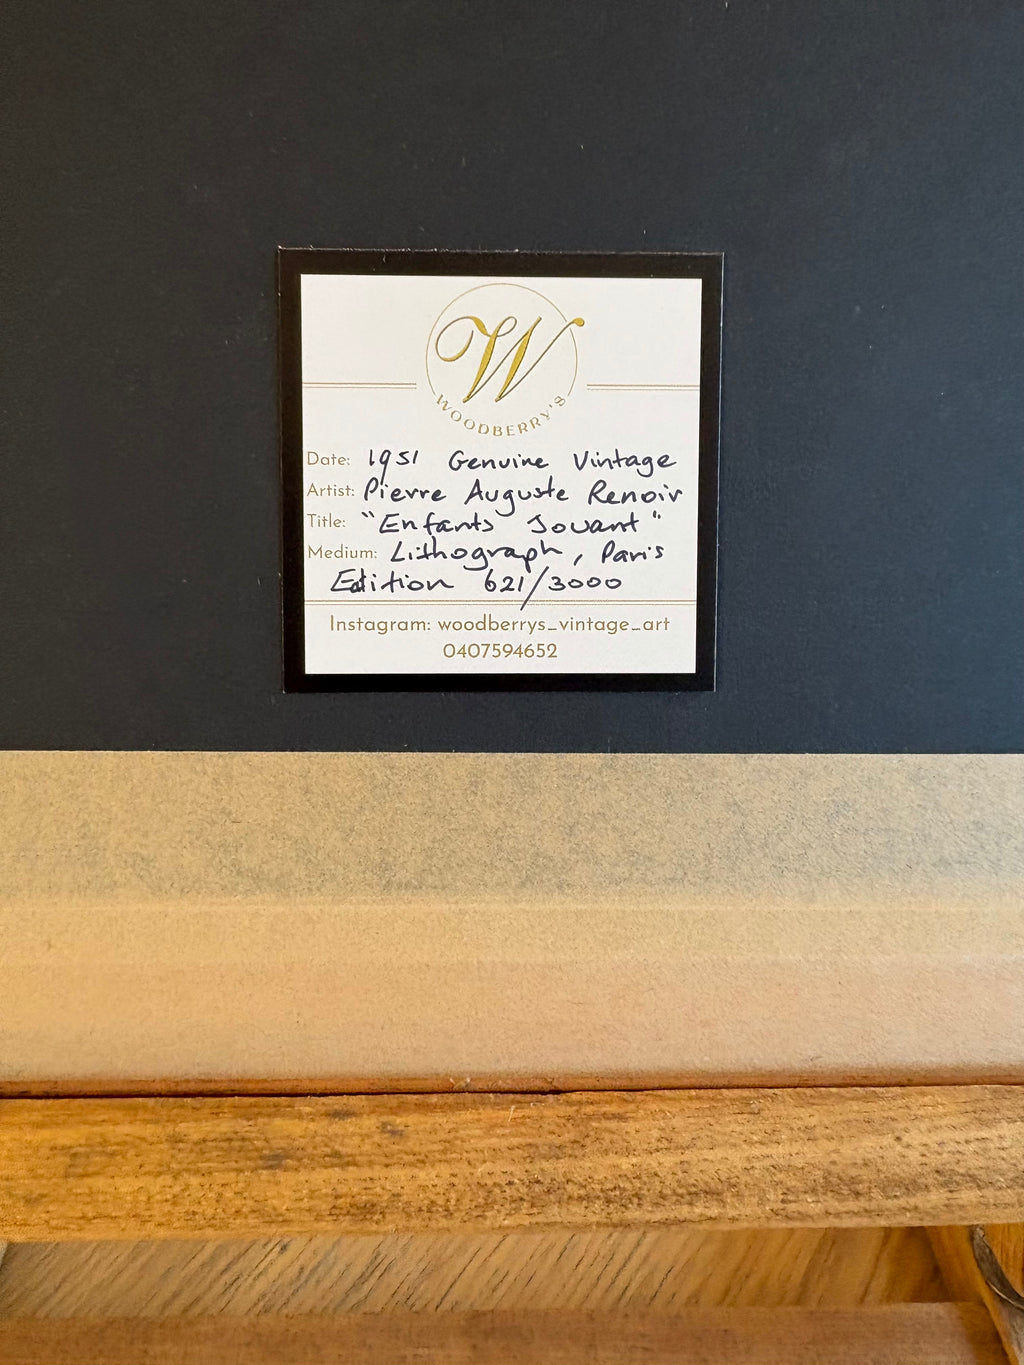 W
WOODBERRY'S
Date: 1951 Genuine Vintage
Artist: Pierre Auguste Renoir
Title: "Enfants Jouant"
Medium: Lithograph, Paris
Edition 621/3000
Instagram: woodberrys_vintage_art
0407594652